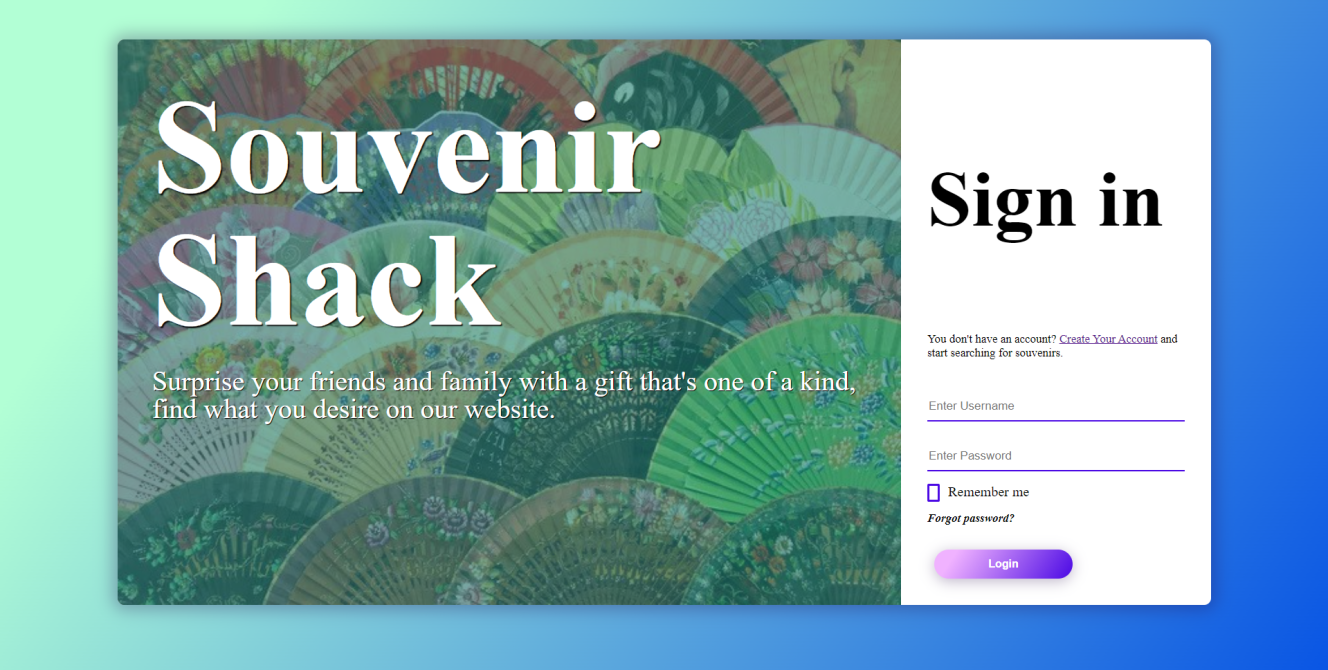 Souvenir
Shack
Surprise your friends and family with a gift that's one of a kind,
find what you desire on our website.
Sign in
You don't have an account? Create Your Account and
start searching for souvenirs.
Enter Username
Enter Password
Remember me
Forgot password?
Login